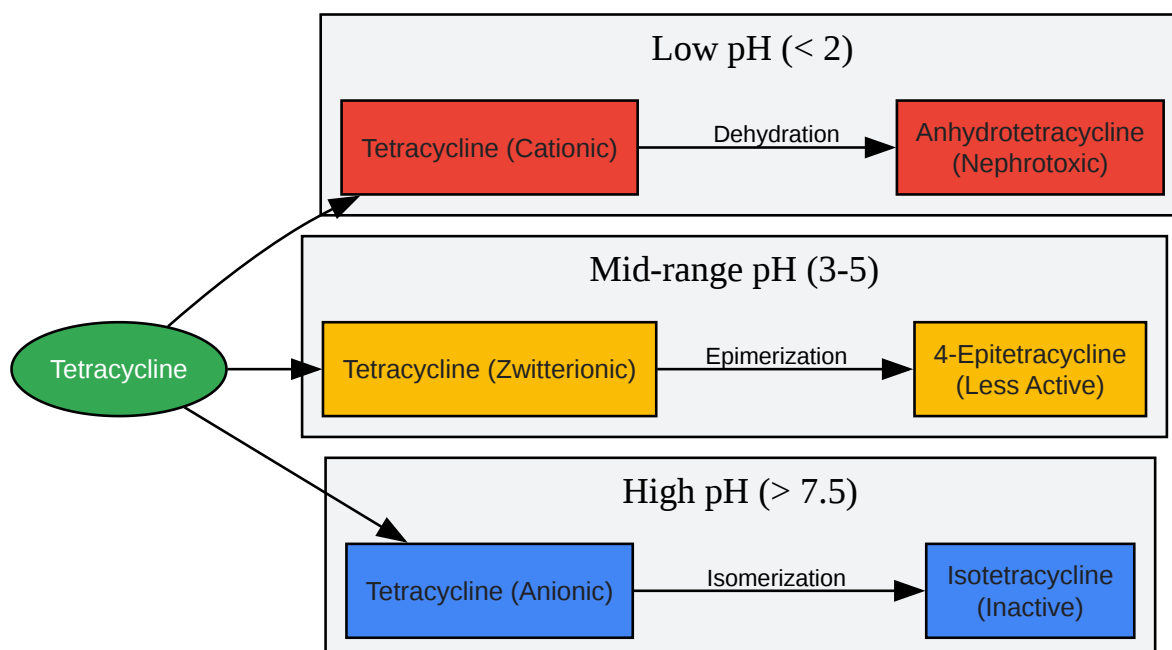 Low pH (< 2)
Tetracycline (Cationic)
Dehydration
Anhydrotetracycline
(Nephrotoxic)
Mid-range pH (3-5)
Tetracycline
Tetracycline (Zwitterionic)
Epimerization
4-Epitetracycline
(Less Active)
High pH (> 7.5)
Tetracycline (Anionic)
Isomerization
Isotetracycline
(Inactive)